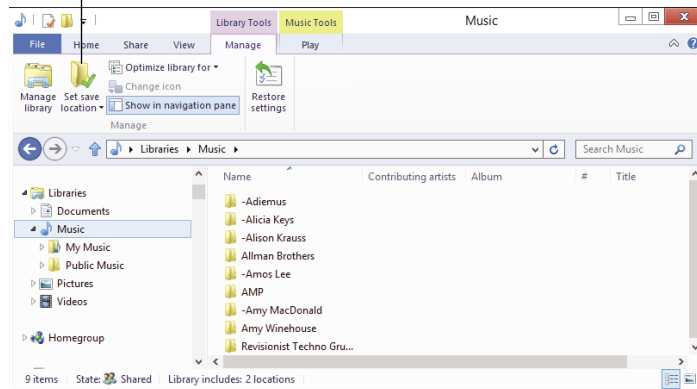 Library Tools Music Tools Music
File Home Share View Manage Play
Manage library
Set save location
Optimize library for
Change icon
Show in navigation pane
Restore settings
Manage
Libraries Music
Search Music
Libraries
Documents
Music
My Music
Public Music
Pictures
Videos
Homegroup
Name Contributing artists Album # Title
-Adiemus
-Alicia Keys
-Alison Krauss
Allman Brothers
-Amos Lee
AMP
-Amy MacDonald
Amy Winehouse
Revisionist Techno Gru...
9 items State: Shared Library includes: 2 locations